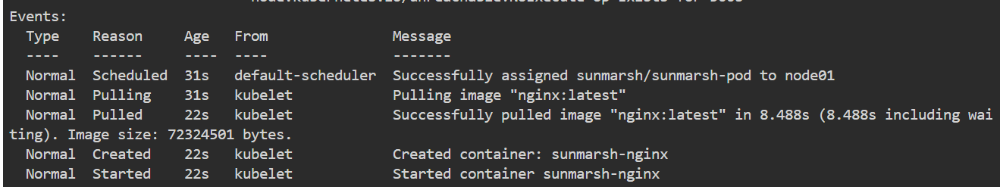 Events:
  Type    Reason     Age   From               Message
  ----    ------     ----  ----               -------
  Normal  Scheduled  31s   default-scheduler  Successfully assigned sunmarsh/sunmarsh-pod to node01
  Normal  Pulling    31s   kubelet            Pulling image "nginx:latest"
  Normal  Pulled     22s   kubelet            Successfully pulled image "nginx:latest" in 8.488s (8.488s including wai
ting). Image size: 72324501 bytes.
  Normal  Created    22s   kubelet            Created container: sunmarsh-nginx
  Normal  Started    22s   kubelet            Started container sunmarsh-nginx